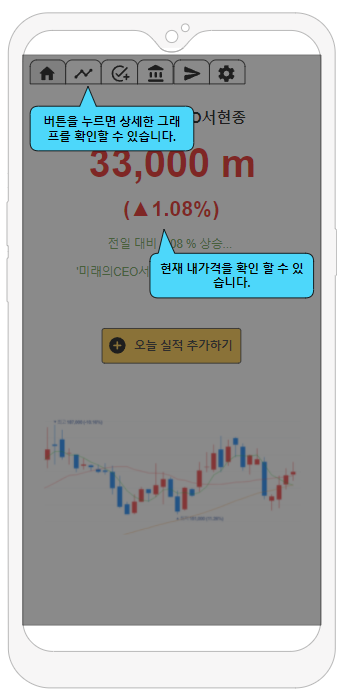 버튼을 누르면 상세한 그래
프를 확인할 수 있습니다.
O서현종
33,000 m
(▲1.08%)
전일 대비 08 % 상승...
현재 내가격을 확인 할 수 있
습니다.
'미래의CEO서
오늘 실적 추가하기